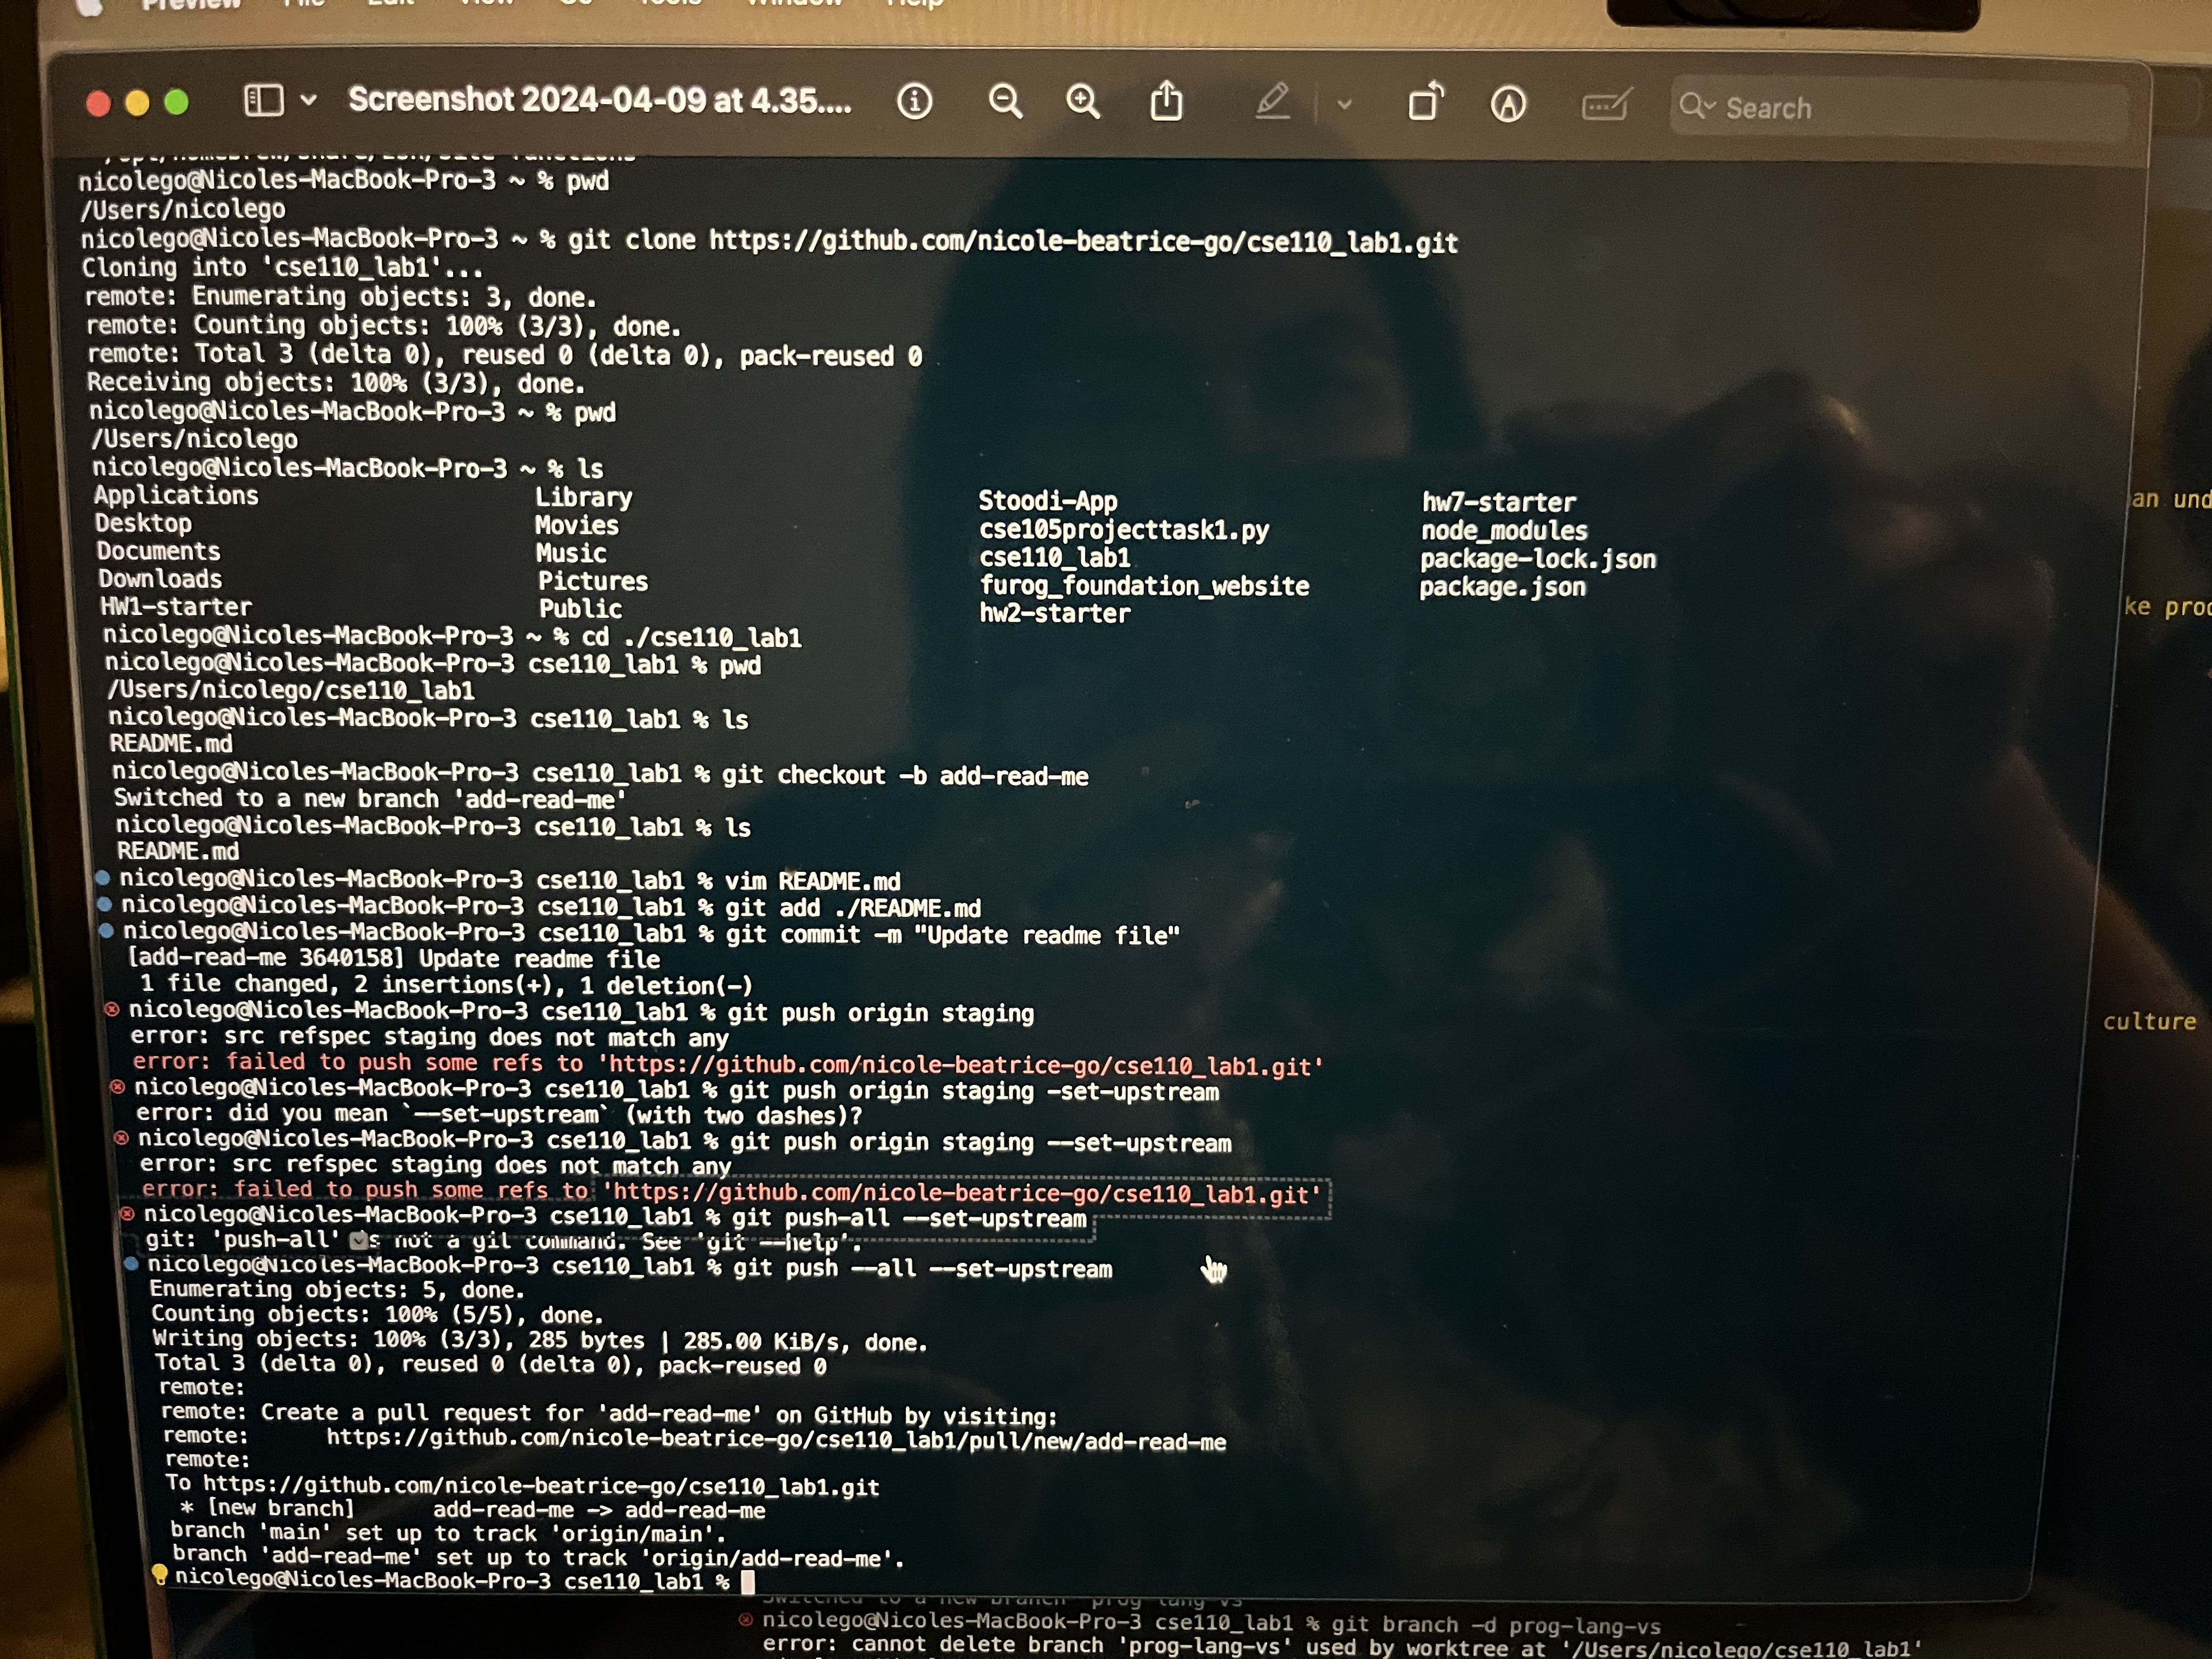 Preview File Edit View Go Tools Window Help
Screenshot 2024-04-09 at 4.35....
Search
nicolego@Nicoles-MacBook-Pro-3 ~ % pwd
/Users/nicolego
nicolego@Nicoles-MacBook-Pro-3 ~ % git clone https://github.com/nicole-beatrice-go/cse110_lab1.git
Cloning into 'cse110_lab1'...
remote: Enumerating objects: 3, done.
remote: Counting objects: 100% (3/3), done.
remote: Total 3 (delta 0), reused 0 (delta 0), pack-reused 0
Receiving objects: 100% (3/3), done.
nicolego@Nicoles-MacBook-Pro-3 ~ % pwd
/Users/nicolego
nicolego@Nicoles-MacBook-Pro-3 ~ % ls
Applications Library Stoodi-App hw7-starter
Desktop Movies cse105projecttask1.py node_modules
Documents Music cse110_lab1 package-lock.json
Downloads Pictures furog_foundation_website package.json
HW1-starter Public hw2-starter
nicolego@Nicoles-MacBook-Pro-3 ~ % cd ./cse110_lab1
nicolego@Nicoles-MacBook-Pro-3 cse110_lab1 % pwd
/Users/nicolego/cse110_lab1
nicolego@Nicoles-MacBook-Pro-3 cse110_lab1 % ls
README.md
nicolego@Nicoles-MacBook-Pro-3 cse110_lab1 % git checkout -b add-read-me
Switched to a new branch 'add-read-me'
nicolego@Nicoles-MacBook-Pro-3 cse110_lab1 % ls
README.md
nicolego@Nicoles-MacBook-Pro-3 cse110_lab1 % vim README.md
nicolego@Nicoles-MacBook-Pro-3 cse110_lab1 % git add ./README.md
nicolego@Nicoles-MacBook-Pro-3 cse110_lab1 % git commit -m "Update readme file"
[add-read-me 3640158] Update readme file
1 file changed, 2 insertions(+), 1 deletion(-)
nicolego@Nicoles-MacBook-Pro-3 cse110_lab1 % git push origin staging
error: src refspec staging does not match any
error: failed to push some refs to 'https://github.com/nicole-beatrice-go/cse110_lab1.git'
nicolego@Nicoles-MacBook-Pro-3 cse110_lab1 % git push origin staging -set-upstream
error: did you mean `--set-upstream` (with two dashes)?
nicolego@Nicoles-MacBook-Pro-3 cse110_lab1 % git push origin staging --set-upstream
error: src refspec staging does not match any
error: failed to push some refs to 'https://github.com/nicole-beatrice-go/cse110_lab1.git'
nicolego@Nicoles-MacBook-Pro-3 cse110_lab1 % git push-all --set-upstream
git: 'push-all' s not a git command. See 'git --help'.
nicolego@Nicoles-MacBook-Pro-3 cse110_lab1 % git push --all --set-upstream
Enumerating objects: 5, done.
Counting objects: 100% (5/5), done.
Writing objects: 100% (3/3), 285 bytes | 285.00 KiB/s, done.
Total 3 (delta 0), reused 0 (delta 0), pack-reused 0
remote:
remote: Create a pull request for 'add-read-me' on GitHub by visiting:
remote: https://github.com/nicole-beatrice-go/cse110_lab1/pull/new/add-read-me
remote:
To https://github.com/nicole-beatrice-go/cse110_lab1.git
* [new branch] add-read-me -> add-read-me
branch 'main' set up to track 'origin/main'.
branch 'add-read-me' set up to track 'origin/add-read-me'.
nicolego@Nicoles-MacBook-Pro-3 cse110_lab1 %
nicolego@Nicoles-MacBook-Pro-3 cse110_lab1 % git branch -d prog-lang-vs
error: cannot delete branch 'prog-lang-vs' used by worktree at '/Users/nicolego/cse110_lab1'
an und
ke prod
culture